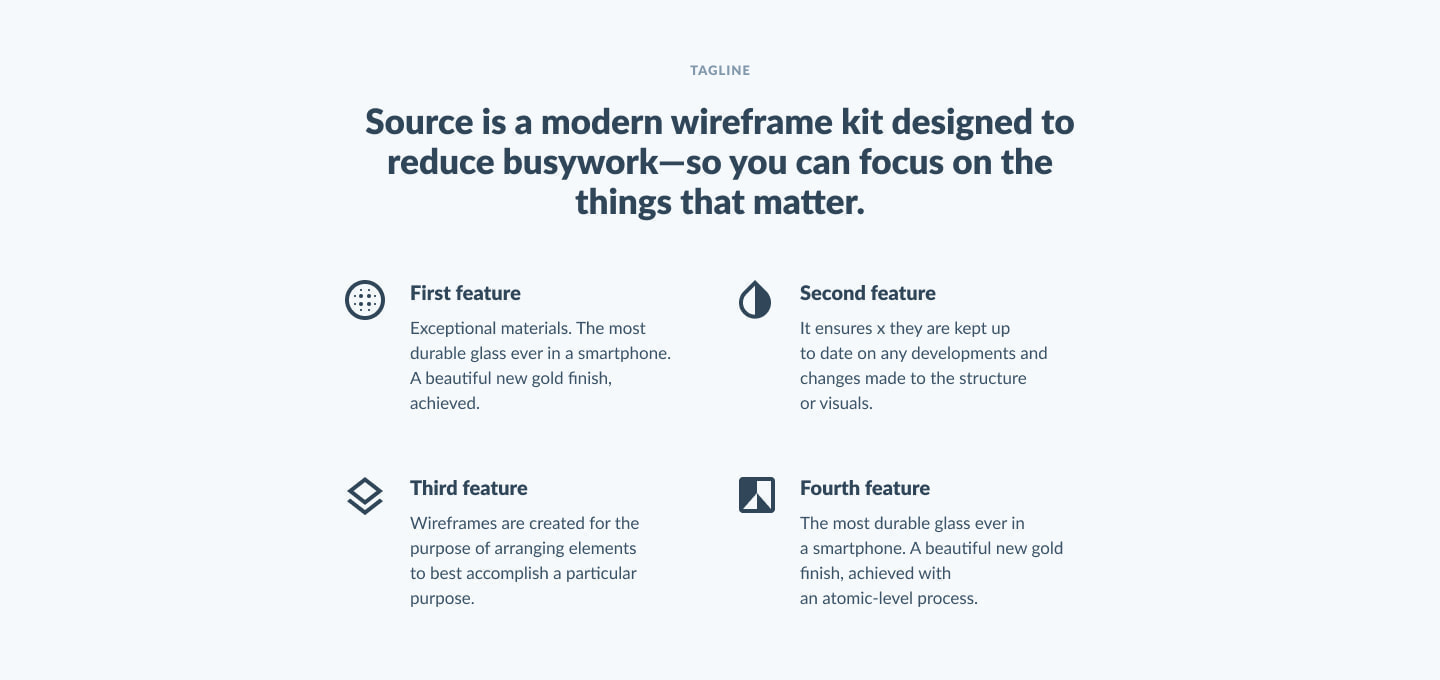 TAGLINE
Source is a modern wireframe kit designed to
reduce busywork—so you can focus on the
things that matter.
First feature
Exceptional materials. The most
durable glass ever in a smartphone.
A beautiful new gold finish,
achieved.
Second feature
It ensures x they are kept up
to date on any developments and
changes made to the structure
or visuals.
Third feature
Wireframes are created for the
purpose of arranging elements
to best accomplish a particular
purpose.
Fourth feature
The most durable glass ever in
a smartphone. A beautiful new gold
finish, achieved with
an atomic-level process.